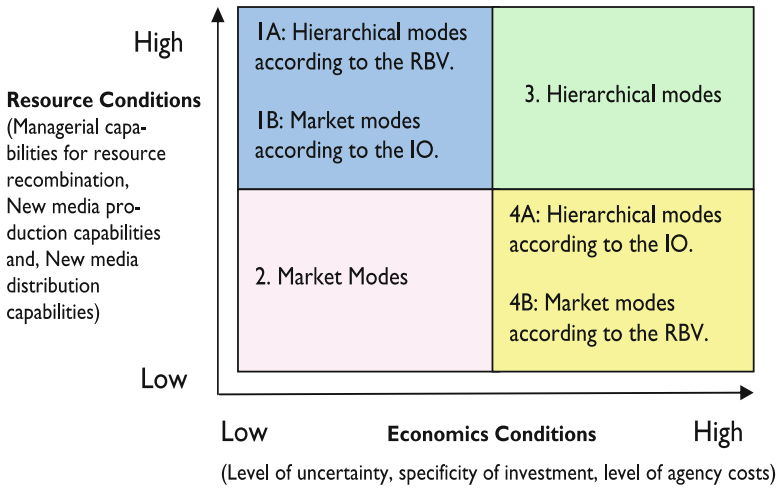 High
Resource Conditions
(Managerial capa-
bilities for resource
recombination,
New media pro-
duction capabilities
and, New media
distribution
capabilities)
Low
1A: Hierarchical modes
according to the RBV.
1B: Market modes
according to the IO.
3. Hierarchical modes
2. Market Modes
4A: Hierarchical modes
according to the IO.
4B: Market modes
according to the RBV.
Low Economics Conditions High
(Level of uncertainty, specificity of investment, level of agency costs)